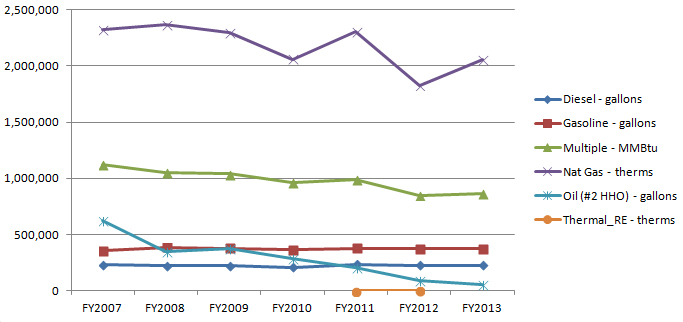 2,500,000
2,000,000
1,500,000
1,000,000
500,000
0
FY2007 FY2008 FY2009 FY2010 FY2011 FY2012 FY2013
Diesel - gallons
Gasoline - gallons
Multiple - MMBtu
Nat Gas - therms
Oil (#2 HHO) - gallons
Thermal_RE - therms